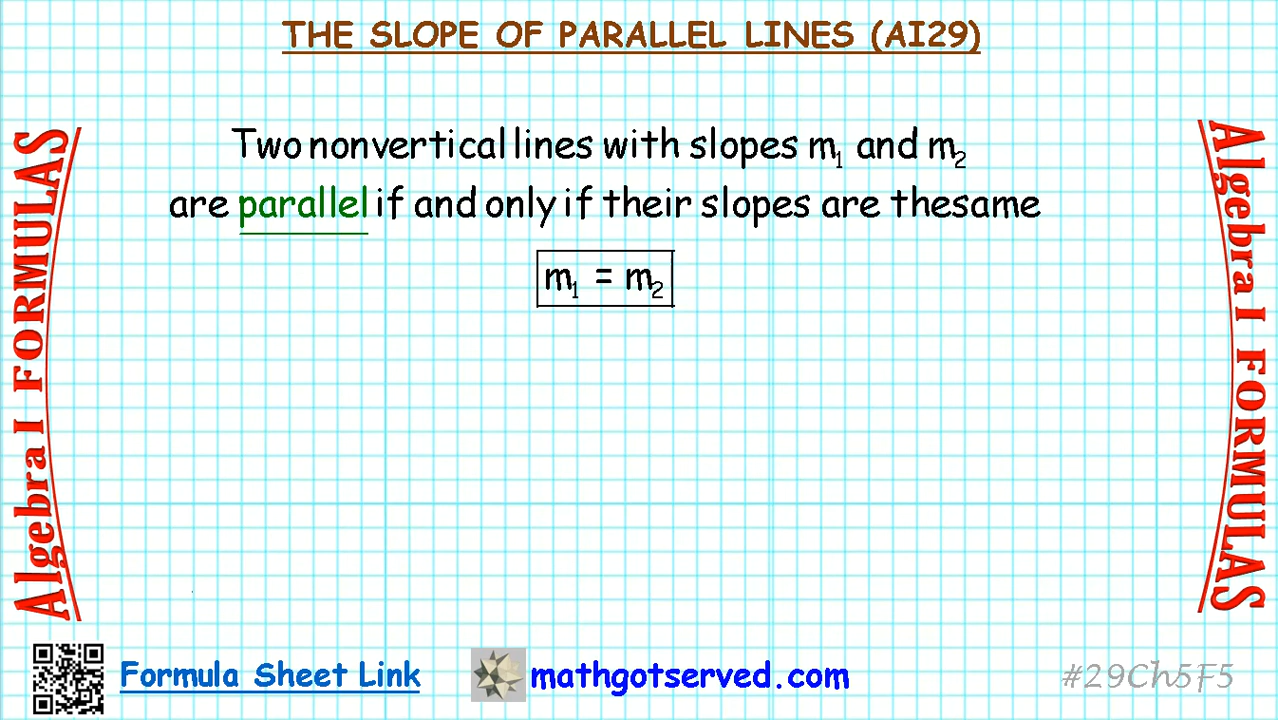 THE SLOPE OF PARALLEL LINES (AI29)
Two nonvertical lines with slopes m₁ and m₂
are parallel if and only if their slopes are thesame
m₁ = m₂
Algebra I FORMULAS
Algebra I FORMULAS
Formula Sheet Link
mathgotserved.com
#29Ch5F5